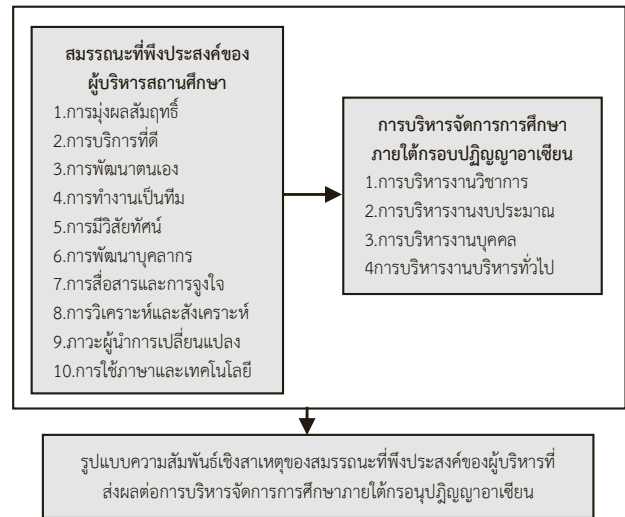 สมรรถนะที่พึงประสงค์ของ
ผู้บริหารสถานศึกษา
1.การมุ่งผลสัมฤทธิ์
2.การบริการที่ดี
3.การพัฒนาตนเอง
4.การทำงานเป็นทีม
5.การมีวิสัยทัศน์
6.การพัฒนาบุคลากร
7.การสื่อสารและการจูงใจ
8.การวิเคราะห์และสังเคราะห์
9.ภาวะผู้นำการเปลี่ยนแปลง
10.การใช้ภาษาและเทคโนโลยี
การบริหารจัดการการศึกษา
ภายใต้กรอบปฏิญญาอาเซียน
1.การบริหารงานวิชาการ
2.การบริหารงานงบประมาณ
3.การบริหารงานบุคคล
4การบริหารงานบริหารทั่วไป
รูปแบบความสัมพันธ์เชิงสาเหตุของสมรรถนะที่พึงประสงค์ของผู้บริหารที่
ส่งผลต่อการบริหารจัดการการศึกษาภายใต้กรอนุปฏิญญาอาเซียน